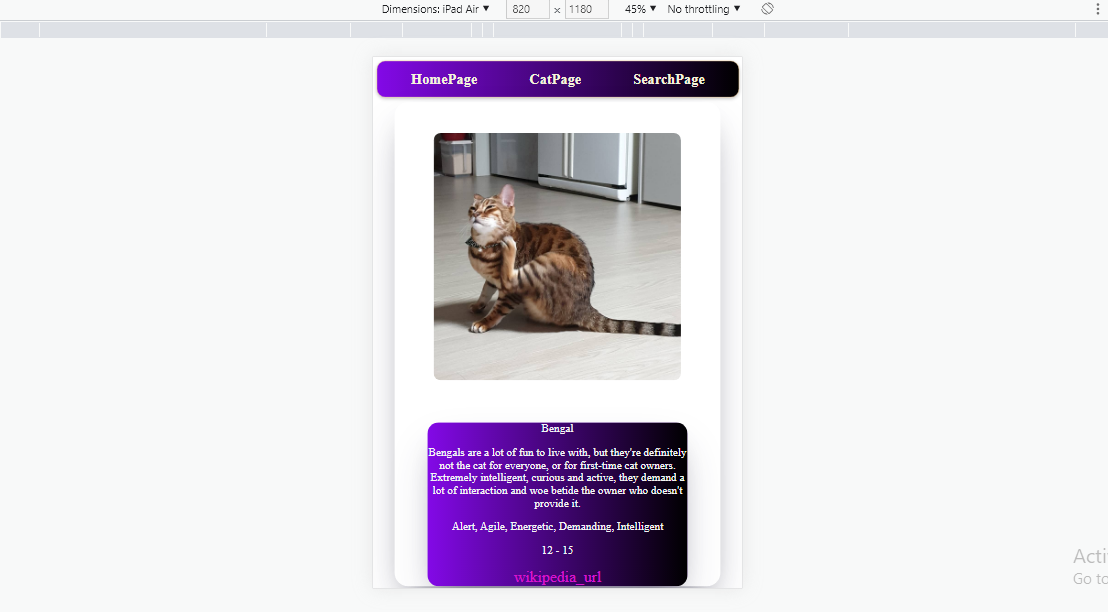 Dimensions: iPad Air ▼ 820 × 1180 45% ▼ No throttling ▼
HomePage CatPage SearchPage
Bengal
Bengals are a lot of fun to live with, but they're definitely
not the cat for everyone, or for first-time cat owners.
Extremely intelligent, curious and active, they demand a
lot of interaction and woe betide the owner who doesn't
provide it.
Alert, Agile, Energetic, Demanding, Intelligent
12 - 15
wikipedia_url
Acti
Go to